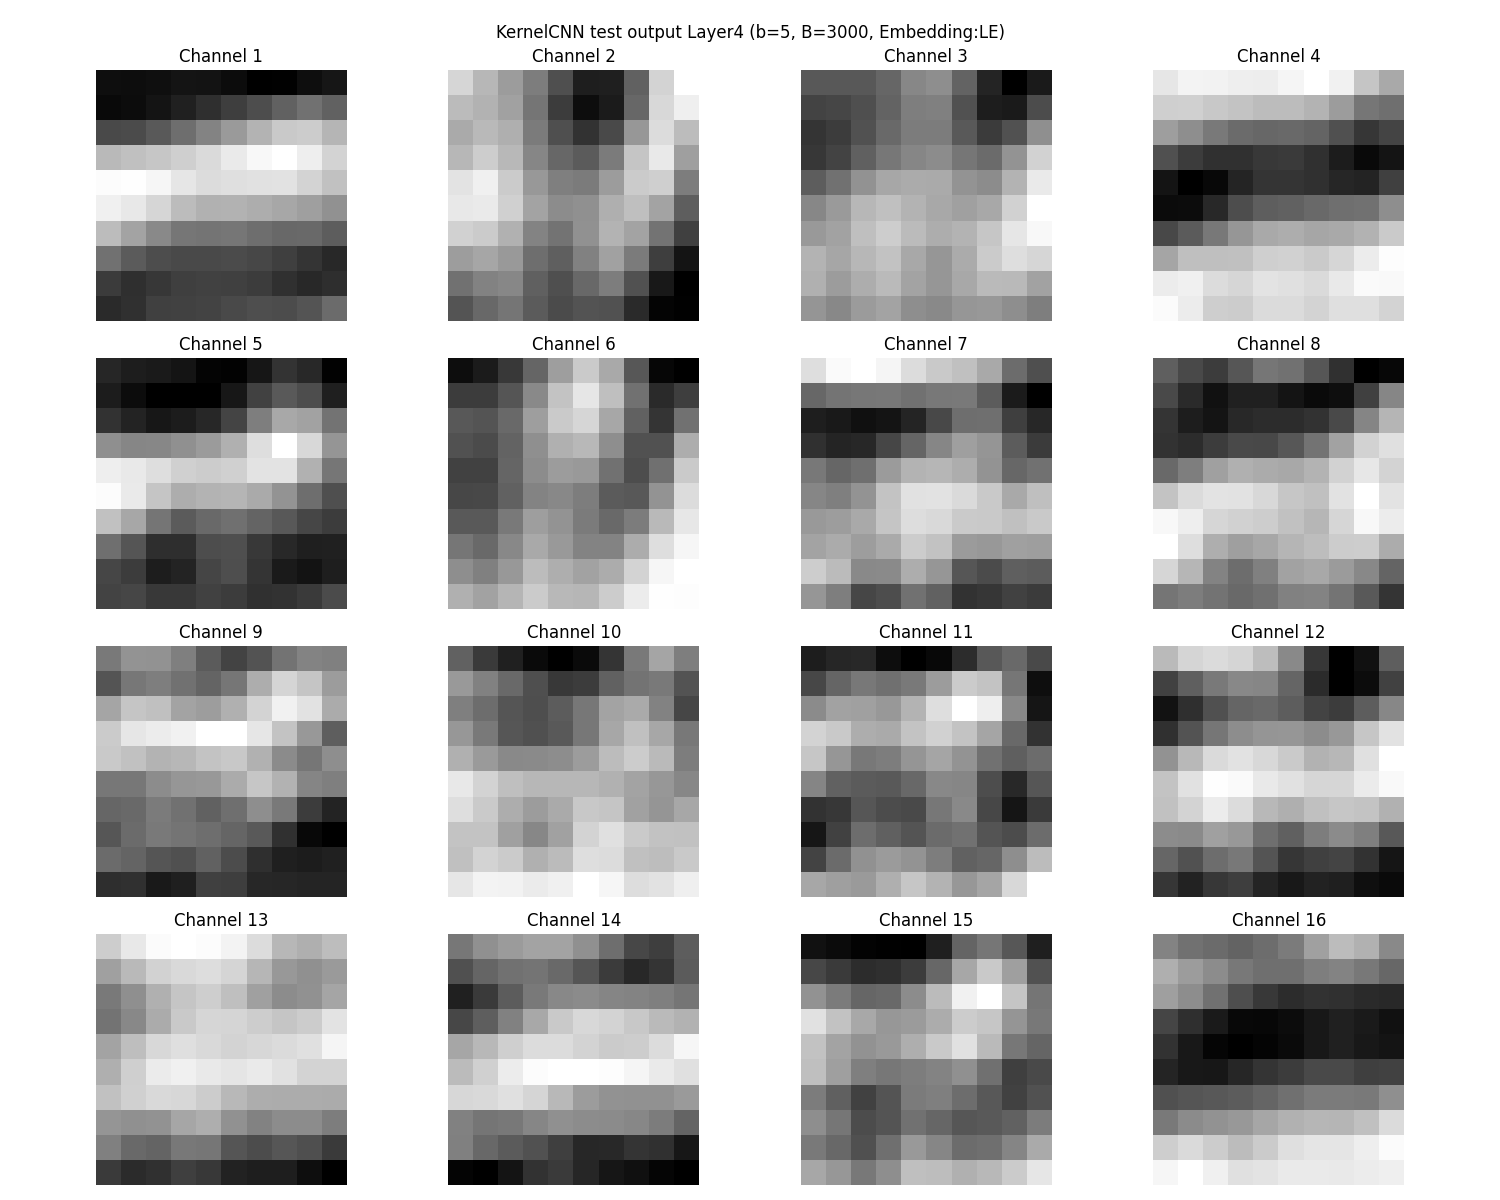 KernelCNN test output Layer4 (b=5, B=3000, Embedding:LE)
Channel 1
Channel 2
Channel 3
Channel 4
Channel 5
Channel 6
Channel 7
Channel 8
Channel 9
Channel 10
Channel 11
Channel 12
Channel 13
Channel 14
Channel 15
Channel 16